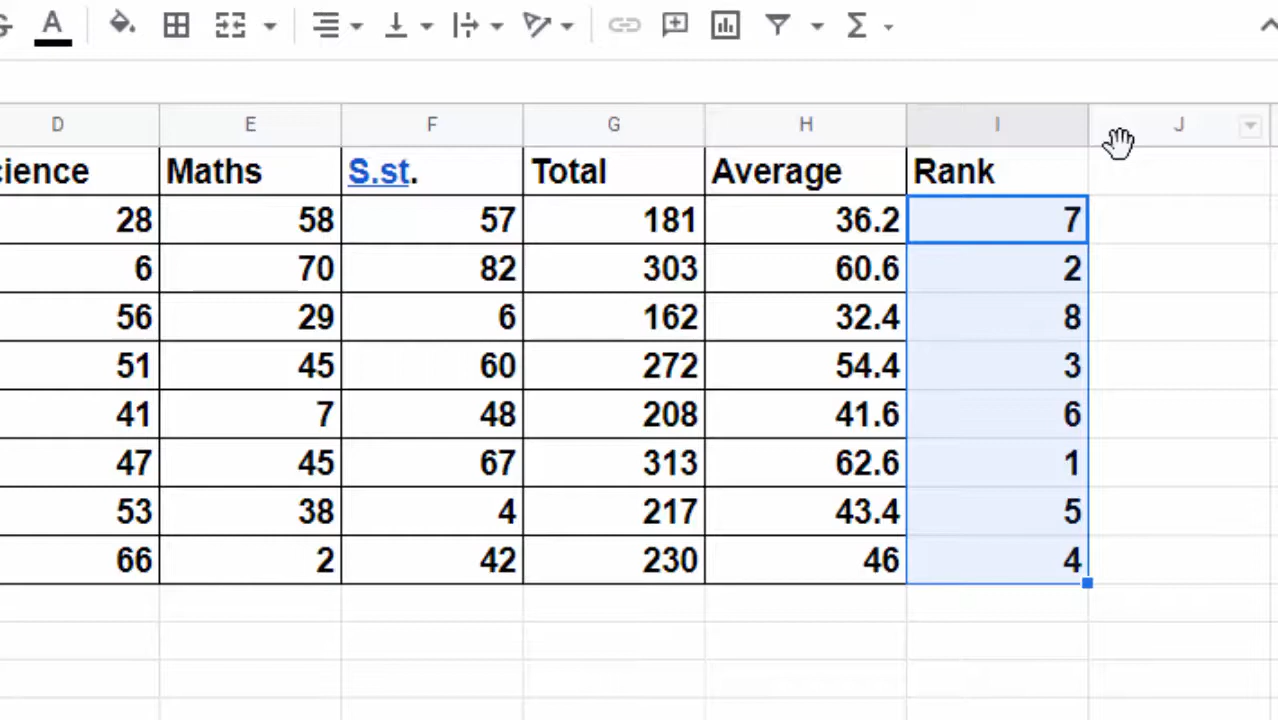 D E F G H I J
cience Maths S.st. Total Average Rank
28 58 57 181 36.2 7
6 70 82 303 60.6 2
56 29 6 162 32.4 8
51 45 60 272 54.4 3
41 7 48 208 41.6 6
47 45 67 313 62.6 1
53 38 4 217 43.4 5
66 2 42 230 46 4